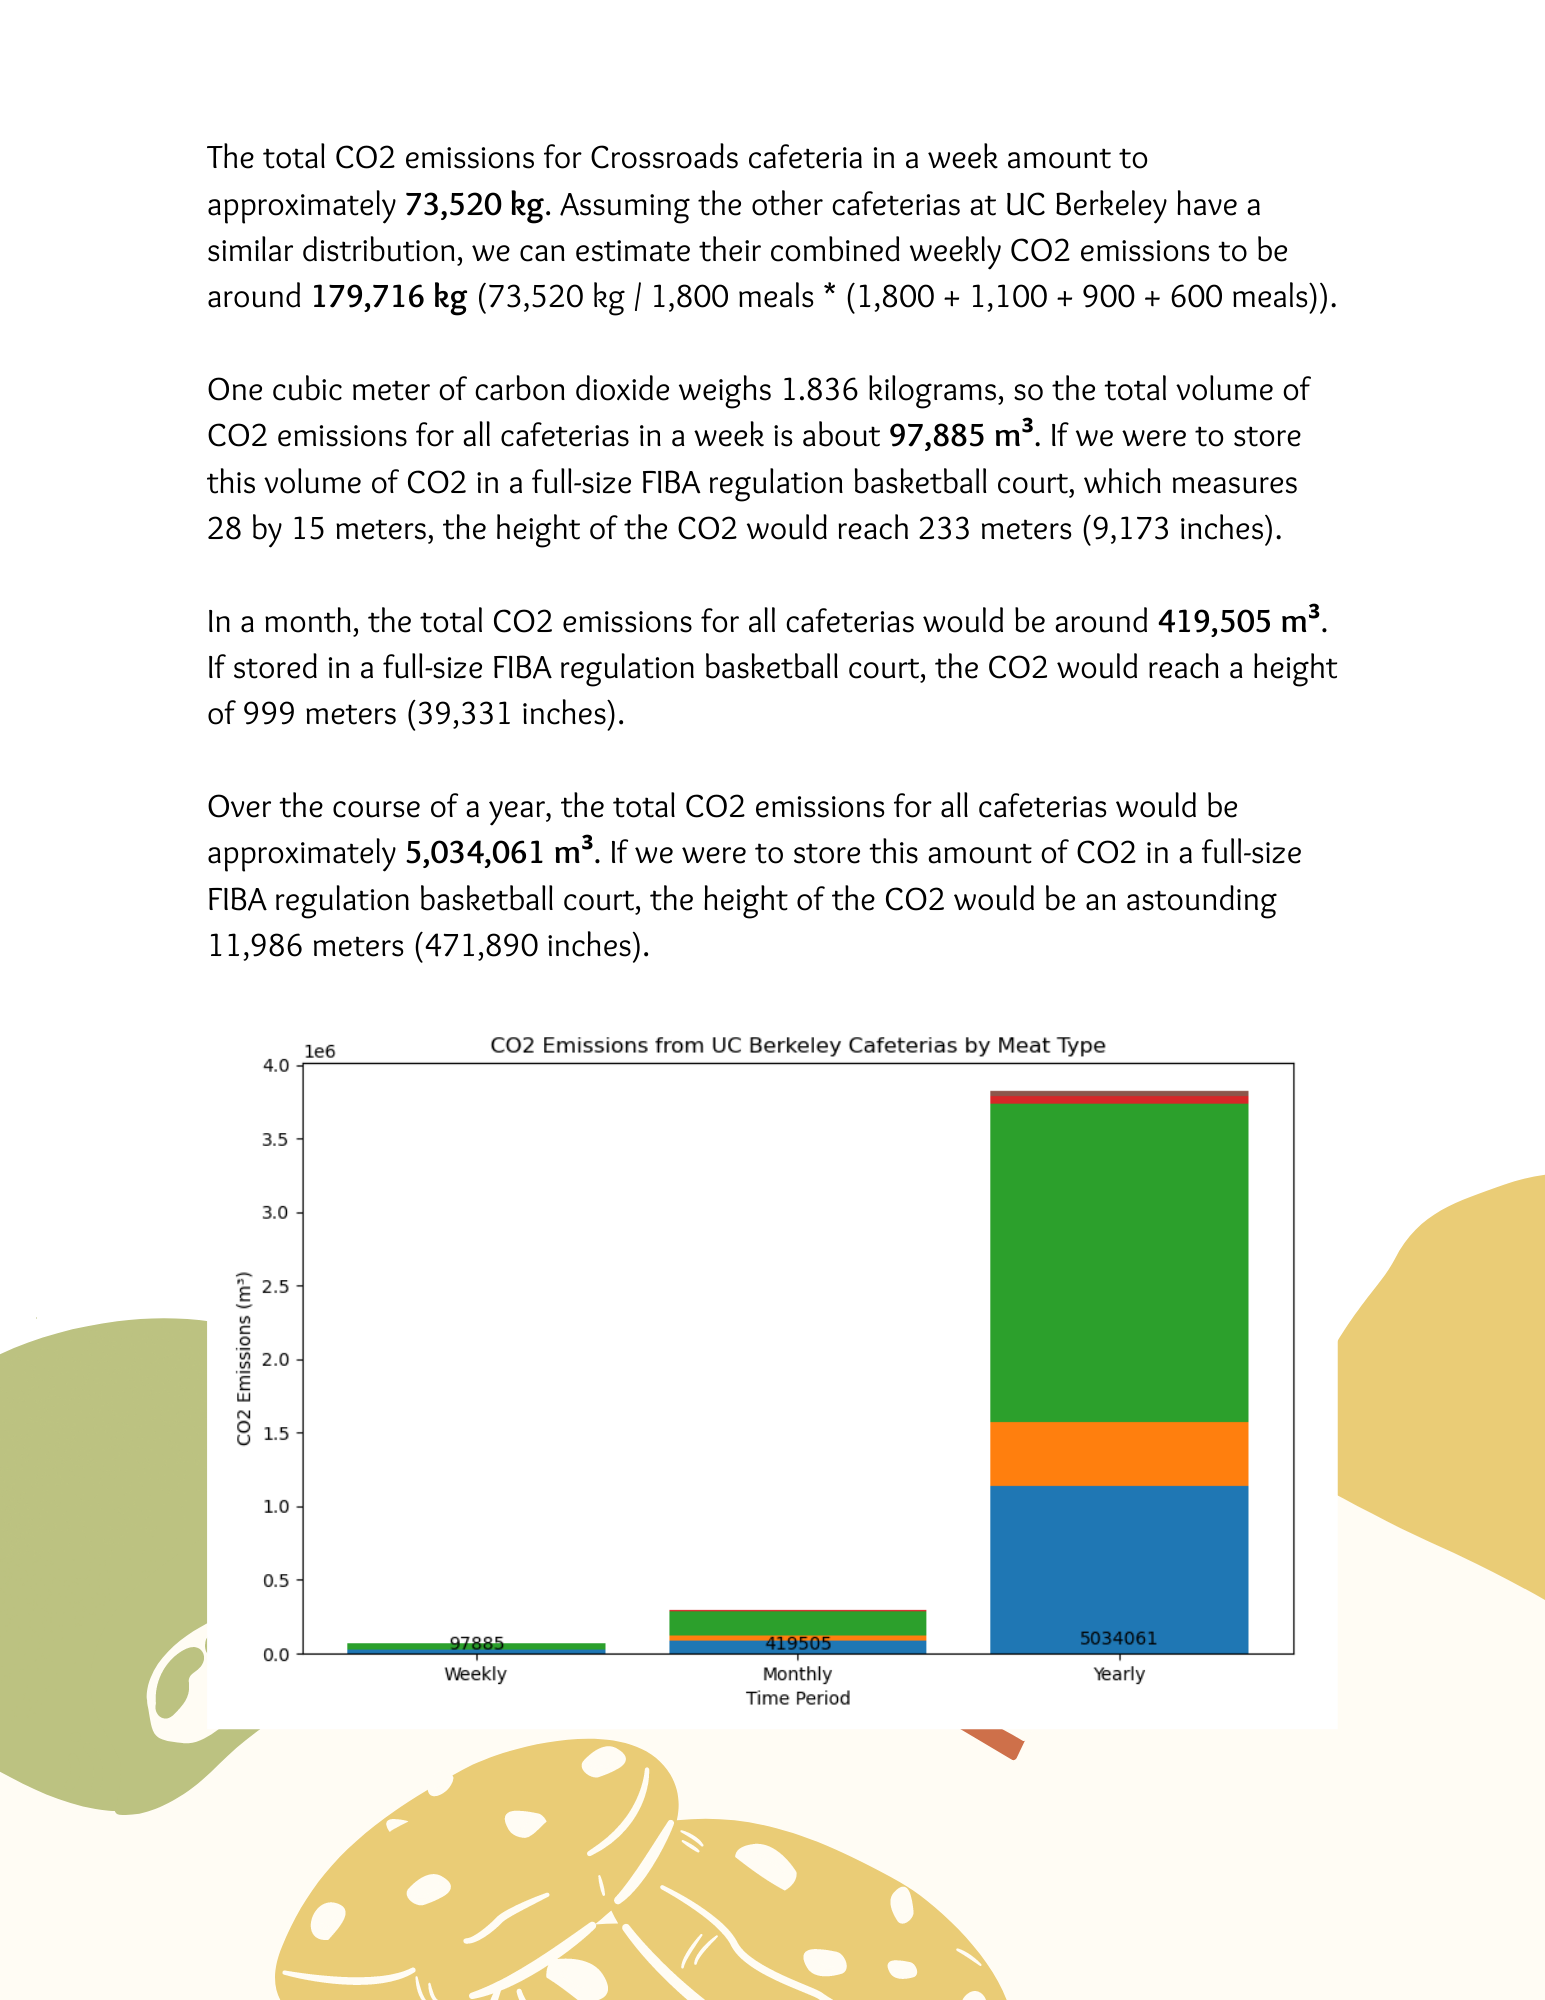 The total CO2 emissions for Crossroads cafeteria in a week amount to
approximately 73,520 kg. Assuming the other cafeterias at UC Berkeley have a
similar distribution, we can estimate their combined weekly CO2 emissions to be
around 179,716 kg (73,520 kg / 1,800 meals * (1,800 + 1,100 + 900 + 600 meals)).
One cubic meter of carbon dioxide weighs 1.836 kilograms, so the total volume of
CO2 emissions for all cafeterias in a week is about 97,885 m³. If we were to store
this volume of CO2 in a full-size FIBA regulation basketball court, which measures
28 by 15 meters, the height of the CO2 would reach 233 meters (9,173 inches).
In a month, the total CO2 emissions for all cafeterias would be around 419,505 m³.
If stored in a full-size FIBA regulation basketball court, the CO2 would reach a height
of 999 meters (39,331 inches).
Over the course of a year, the total CO2 emissions for all cafeterias would be
approximately 5,034,061 m³. If we were to store this amount of CO2 in a full-size
FIBA regulation basketball court, the height of the CO2 would be an astounding
11,986 meters (471,890 inches).
CO2 Emissions from UC Berkeley Cafeterias by Meat Type
1e6
4.0
3.5
3.0
2.5
2.0
1.5
1.0
0.5
0.0
CO2 Emissions (m³)
97885
419505
5034061
Weekly
Monthly
Yearly
Time Period